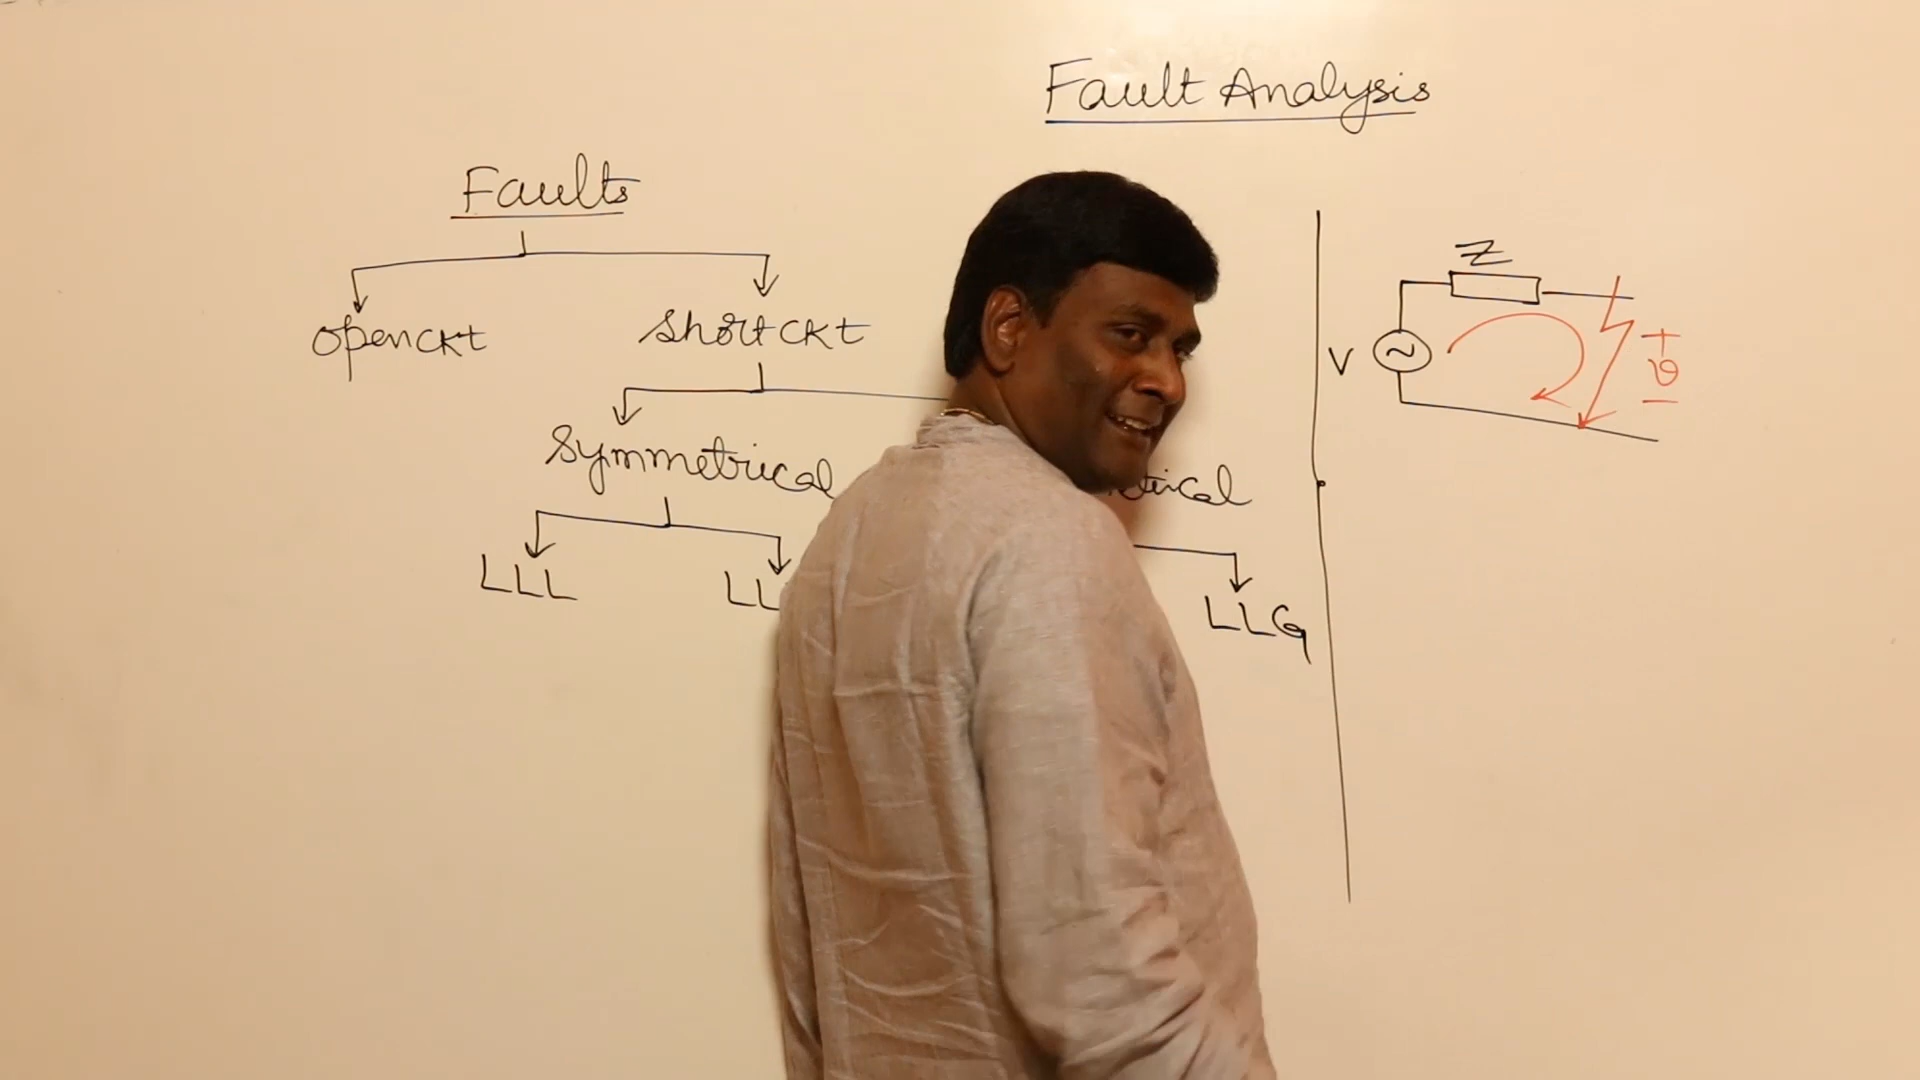 Fault Analysis
Faults
openckt
shortckt
Symmetrical
LLL
LLG
Z
V
+
v
-